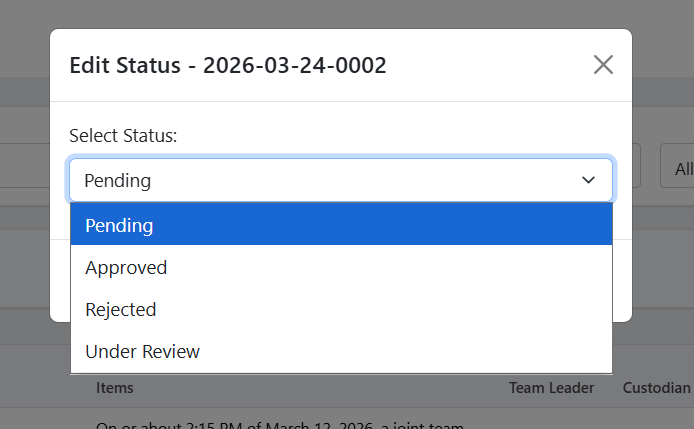 Edit Status - 2026-03-24-0002
Select Status:
All
Pending
Pending
Approved
Rejected
Under Review
Items Team Leader Custodian
On or about 2:15 PM of March 12, 2026, a joint team